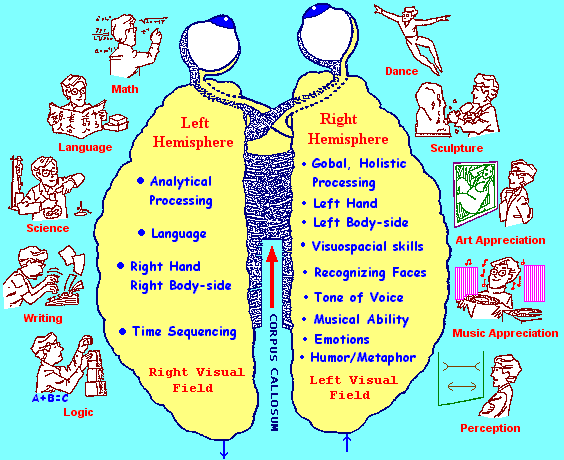 Math
Language
Science
Writing
A+B=C
Logic
Left
Hemisphere
Analytical
Processing
Language
Right Hand
Right Body-side
Time Sequencing
Right Visual
Field
CORPUS CALLOSUM
Right
Hemisphere
Gobal, Holistic
Processing
Left Hand
Left Body-side
Visuospacial skills
Recognizing Faces
Tone of Voice
Musical Ability
Emotions
Humor/Metaphor
Left Visual
Field
Dance
Sculpture
Art Appreciation
Music Appreciation
Perception